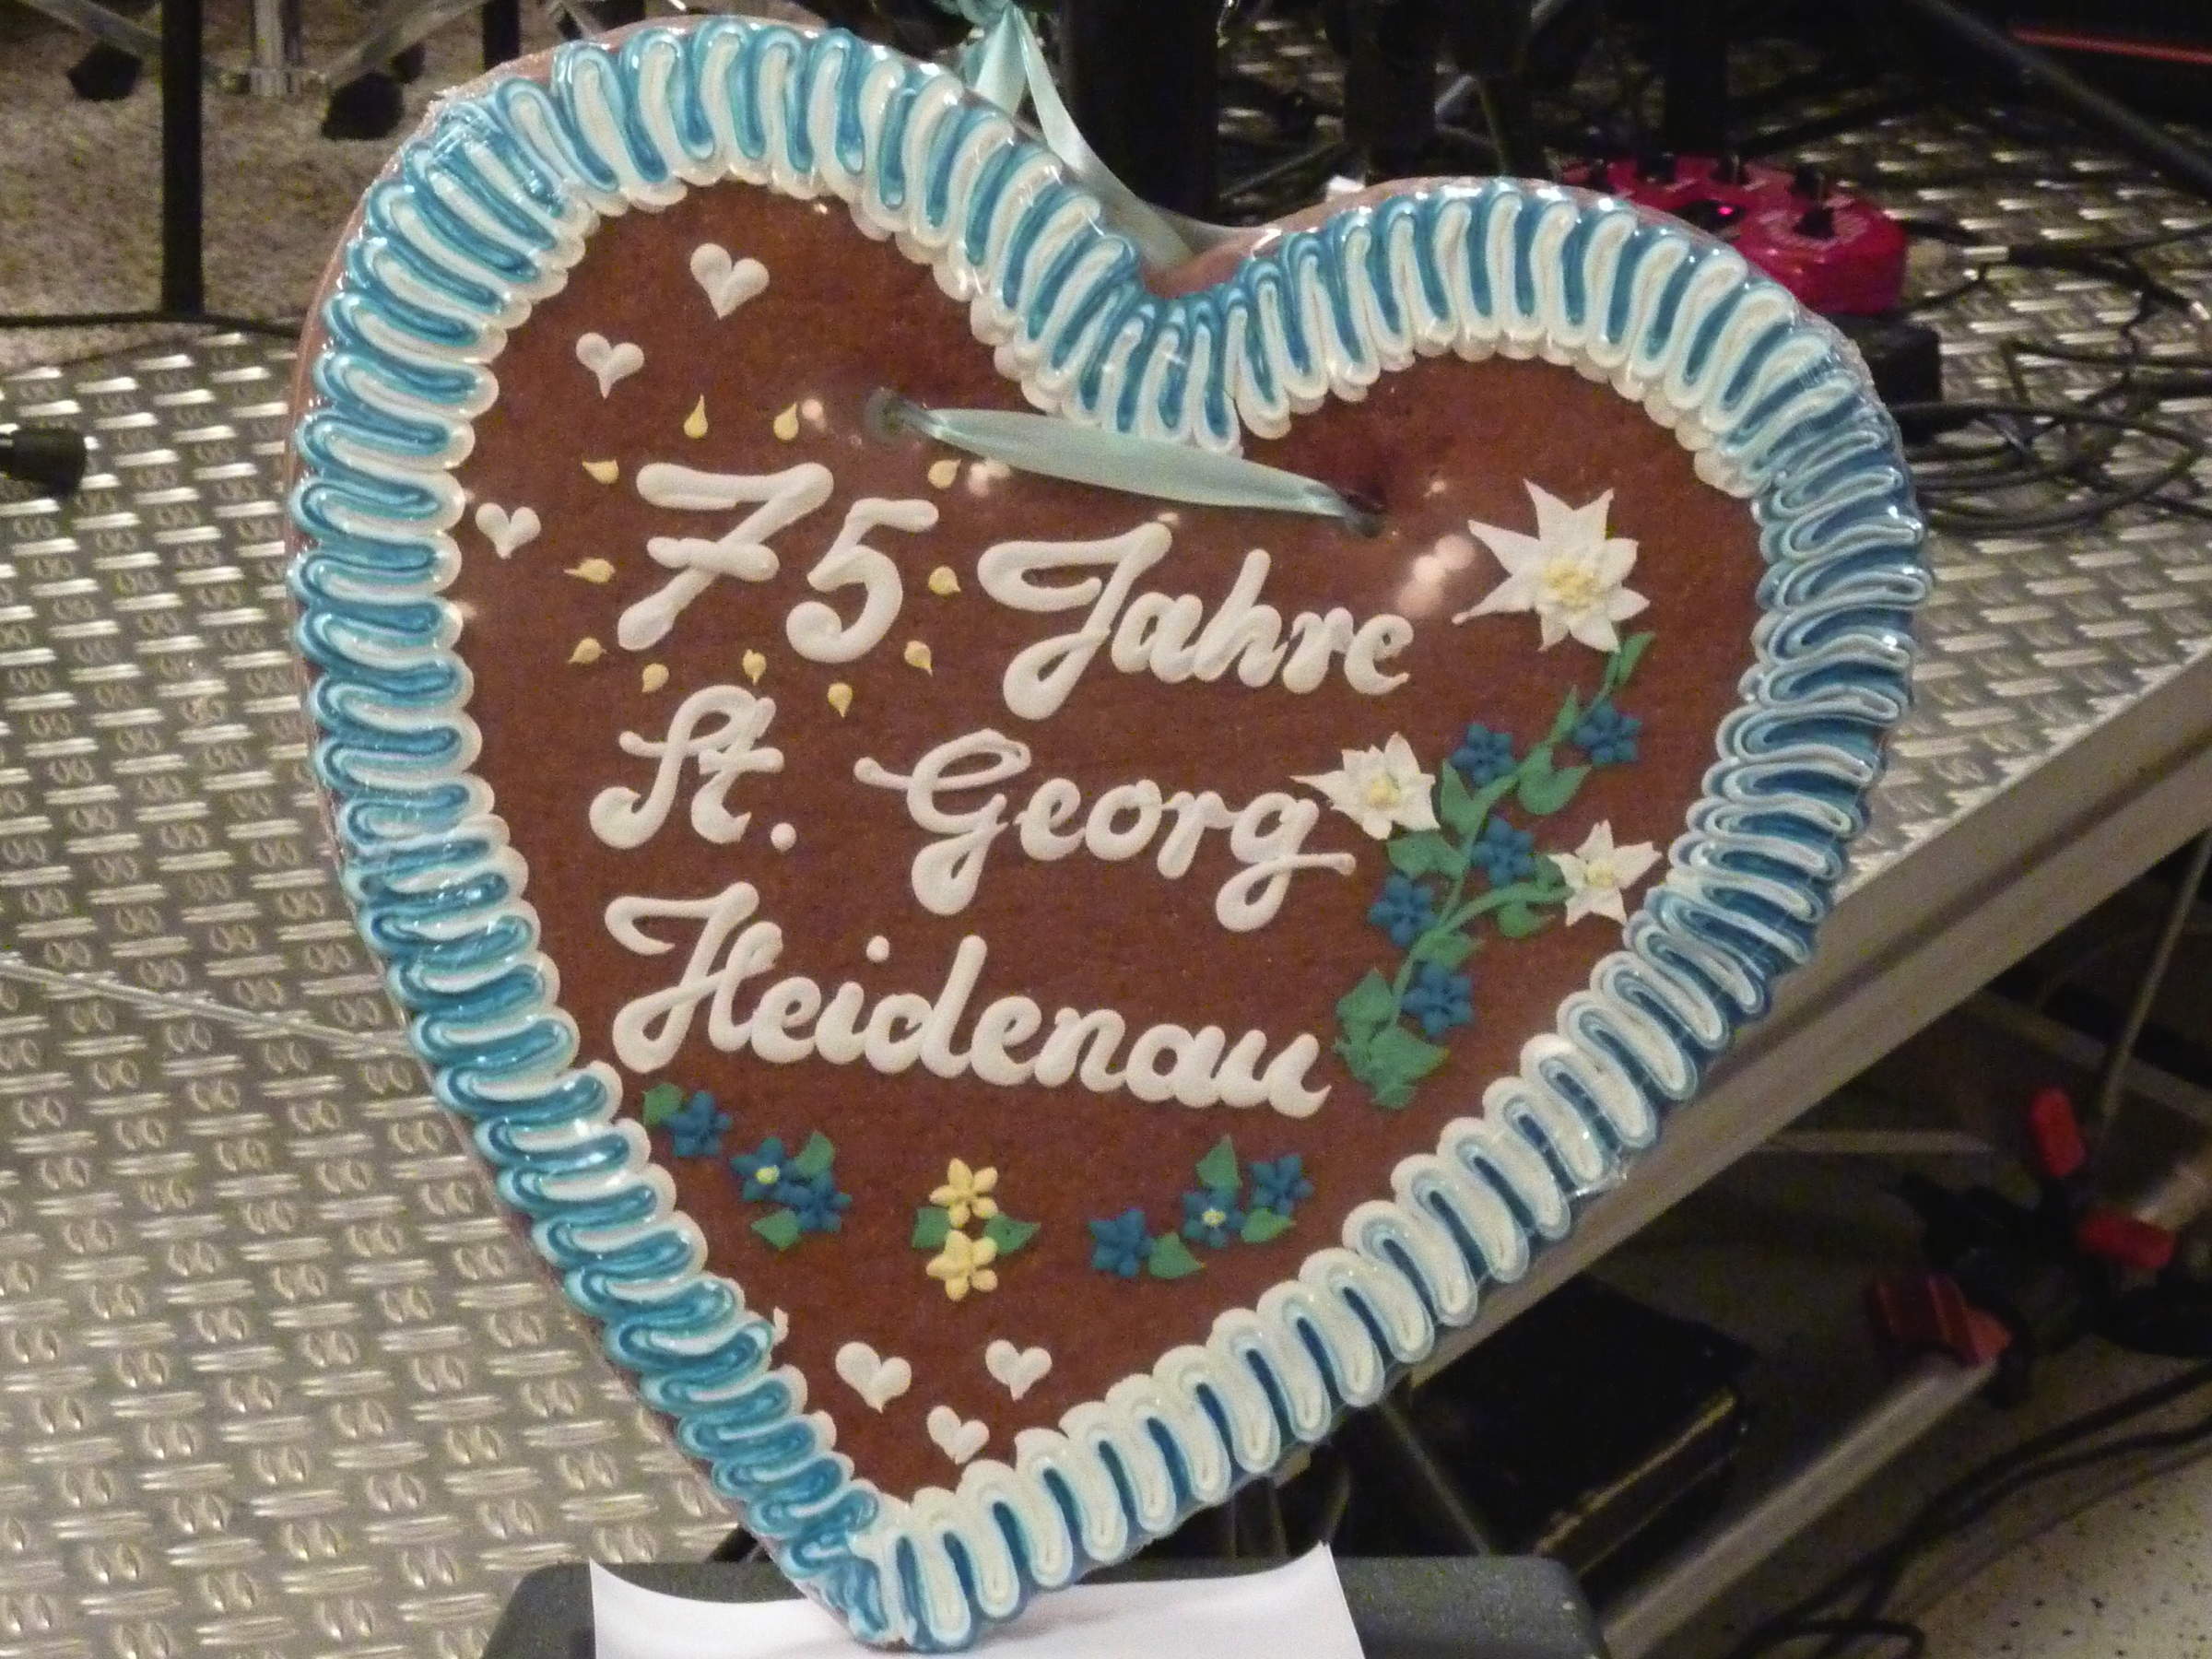 75 Jahre
St. Georg
Heidenau